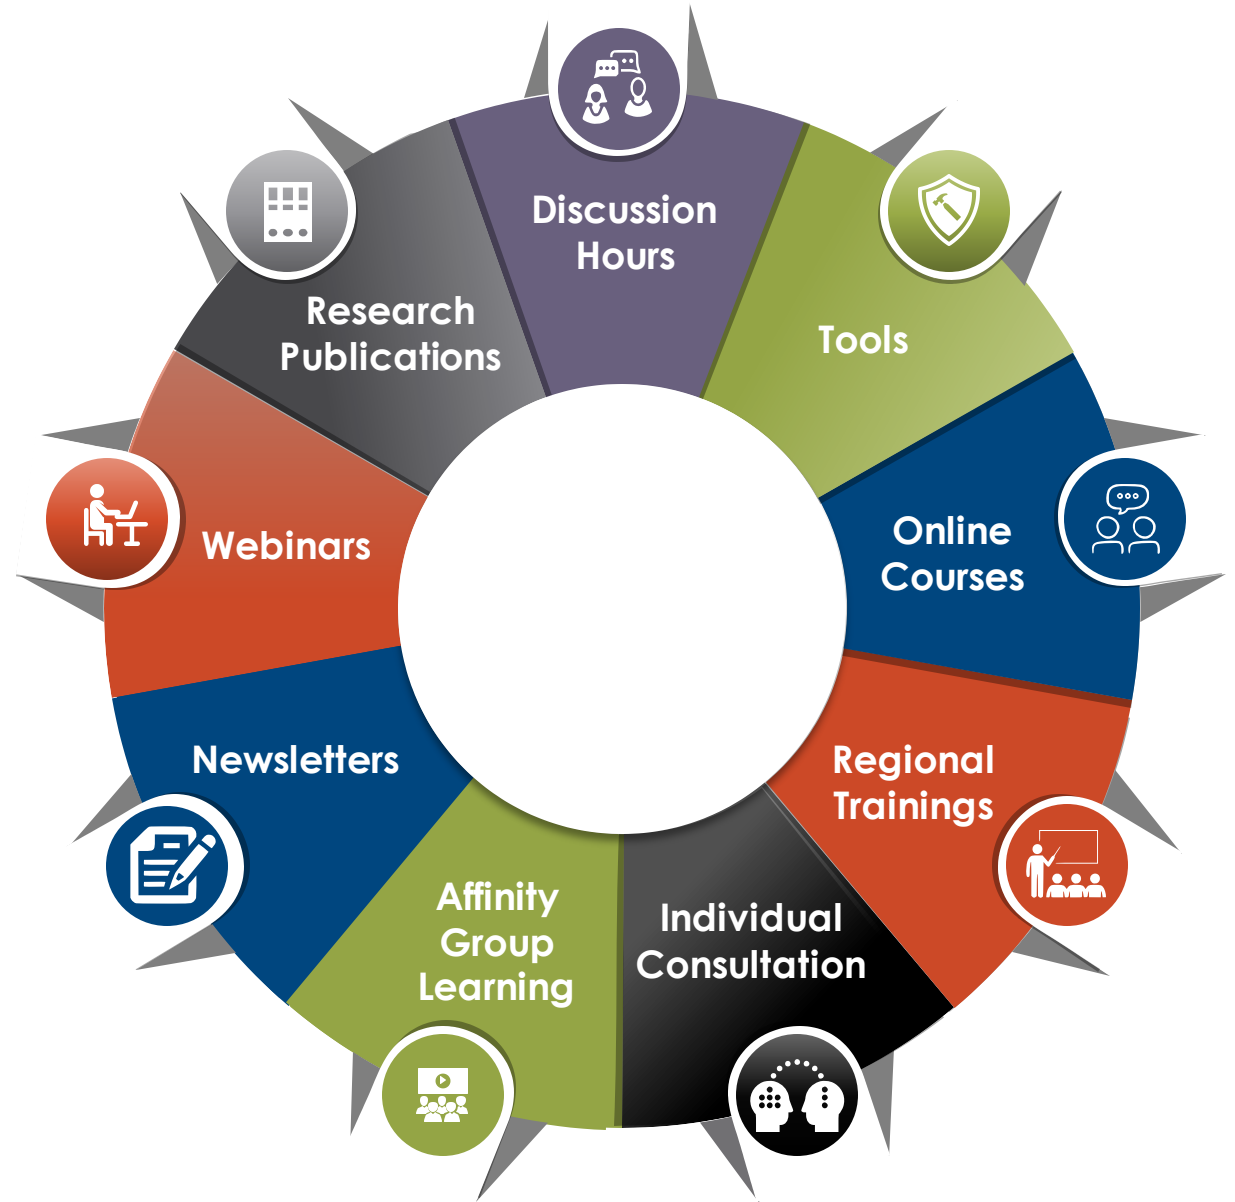 Discussion
Hours
Tools
Online
Courses
Regional
Trainings
Individual
Consultation
Affinity
Group
Learning
Newsletters
Webinars
Research
Publications